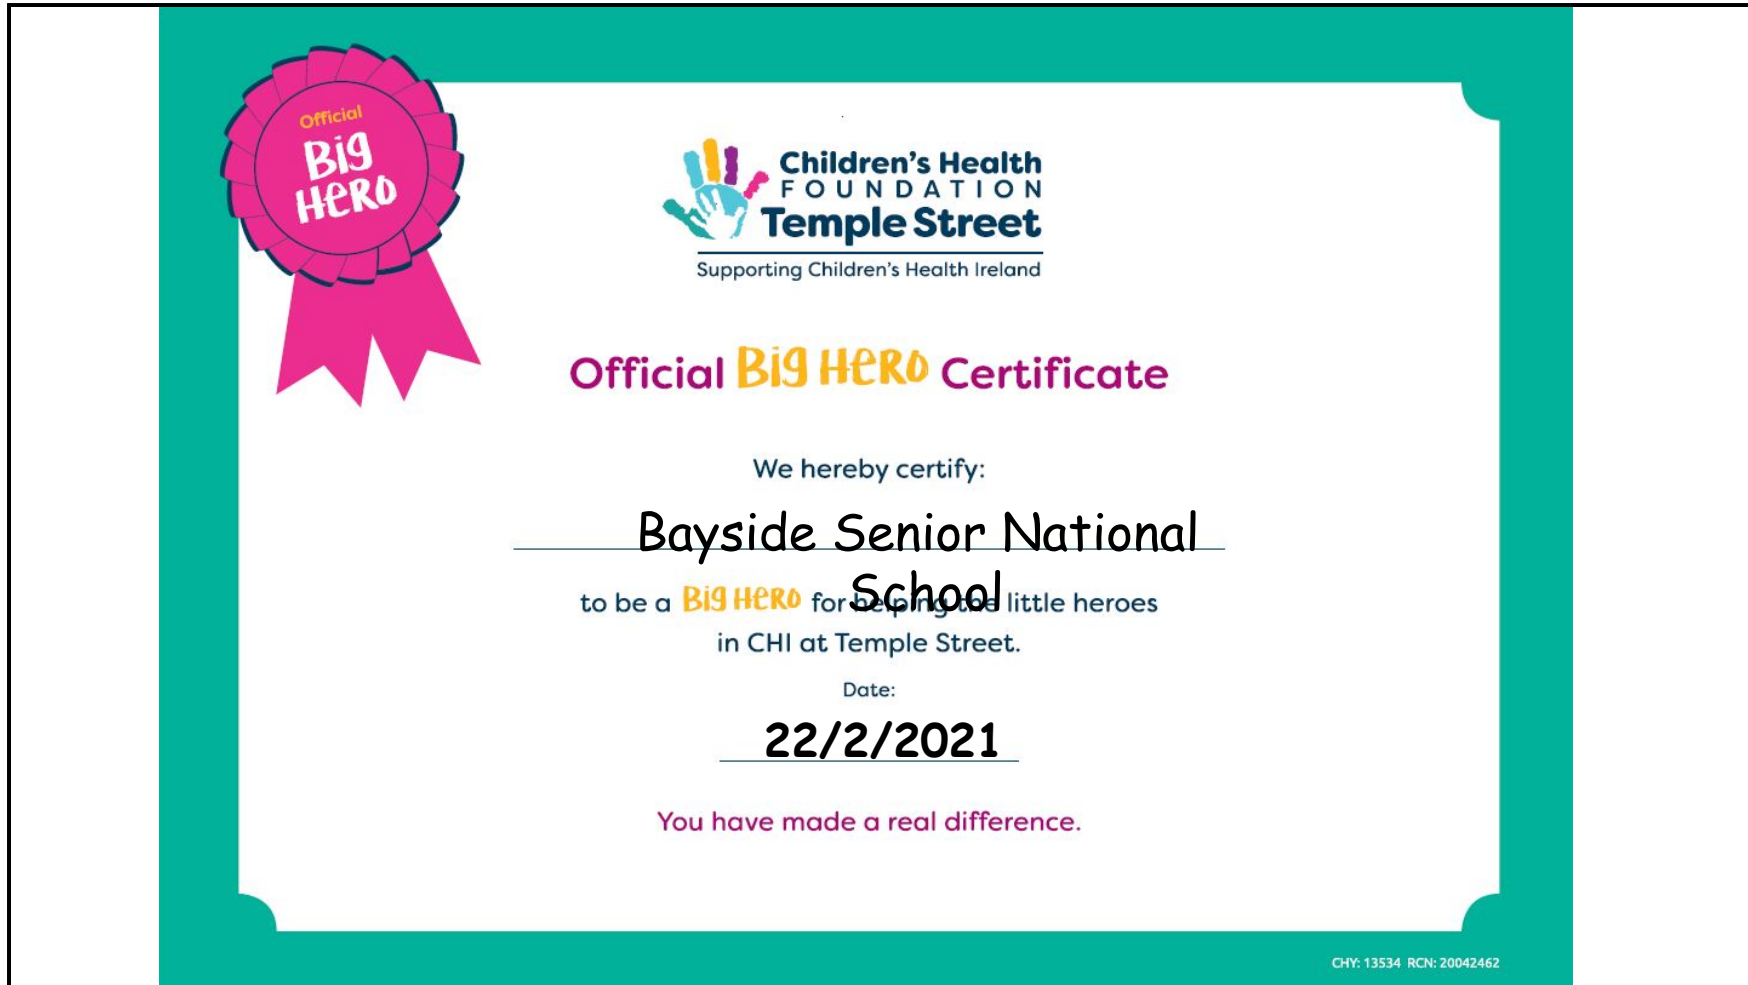 Official
Big
Hero
Children's Health
FOUNDATION
Temple Street
Supporting Children's Health Ireland
Official Big Hero Certificate
We hereby certify:
Bayside Senior National
School
to be a Big Hero for helping the little heroes
in CHI at Temple Street.
Date:
22/2/2021
You have made a real difference.
CHY: 13534 RCN: 20042462